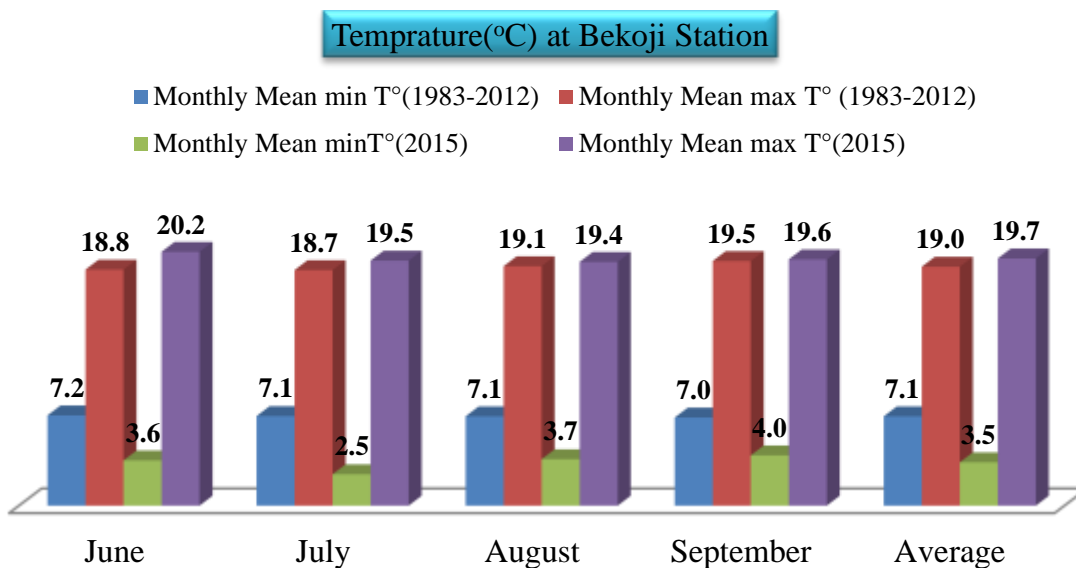 Temprature(°C) at Bekoji Station
Monthly Mean min T°(1983-2012) Monthly Mean max T° (1983-2012)
Monthly Mean minT°(2015) Monthly Mean max T°(2015)
7.2 18.8 3.6 20.2 7.1 18.7 2.5 19.5 7.1 19.1 3.7 19.4 7.0 19.5 4.0 19.6 7.1 19.0 3.5 19.7
June July August September Average